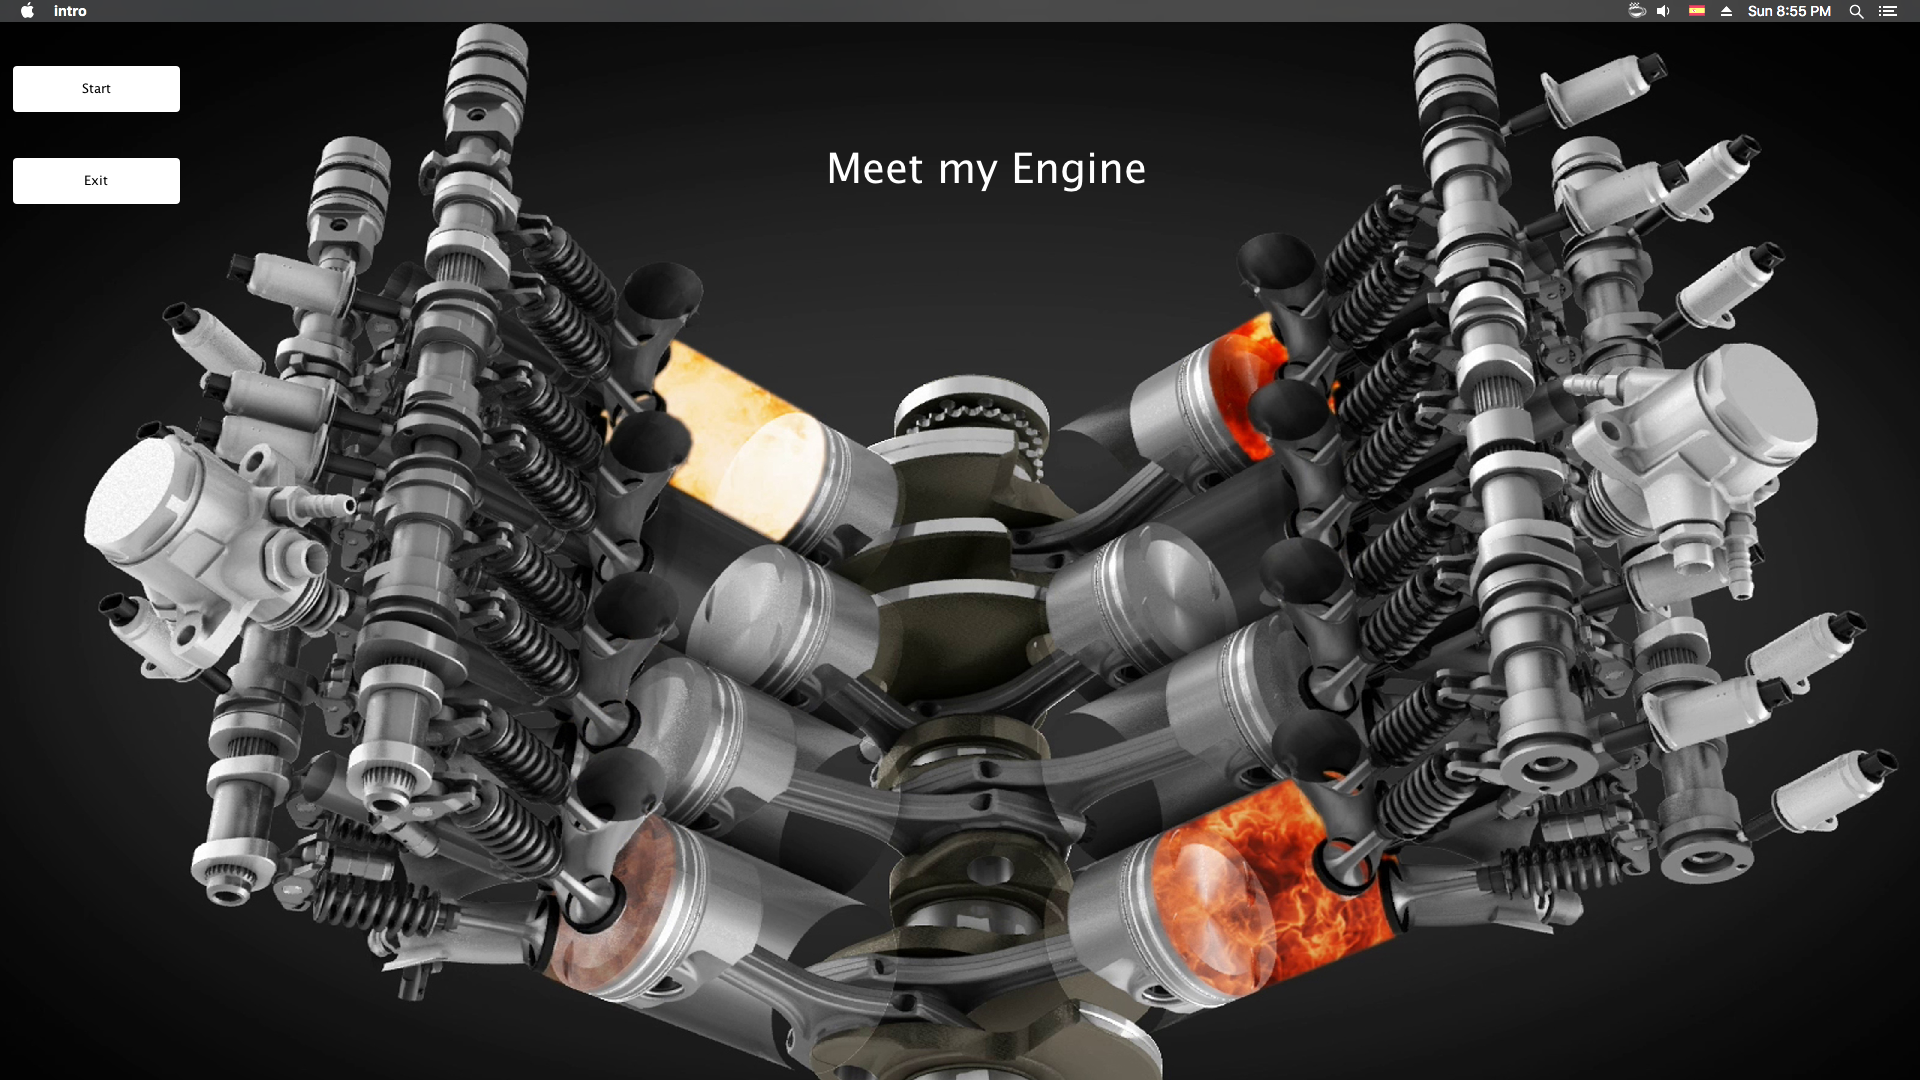 intro
Sun 8:55 PM
Start
Meet my Engine
Exit